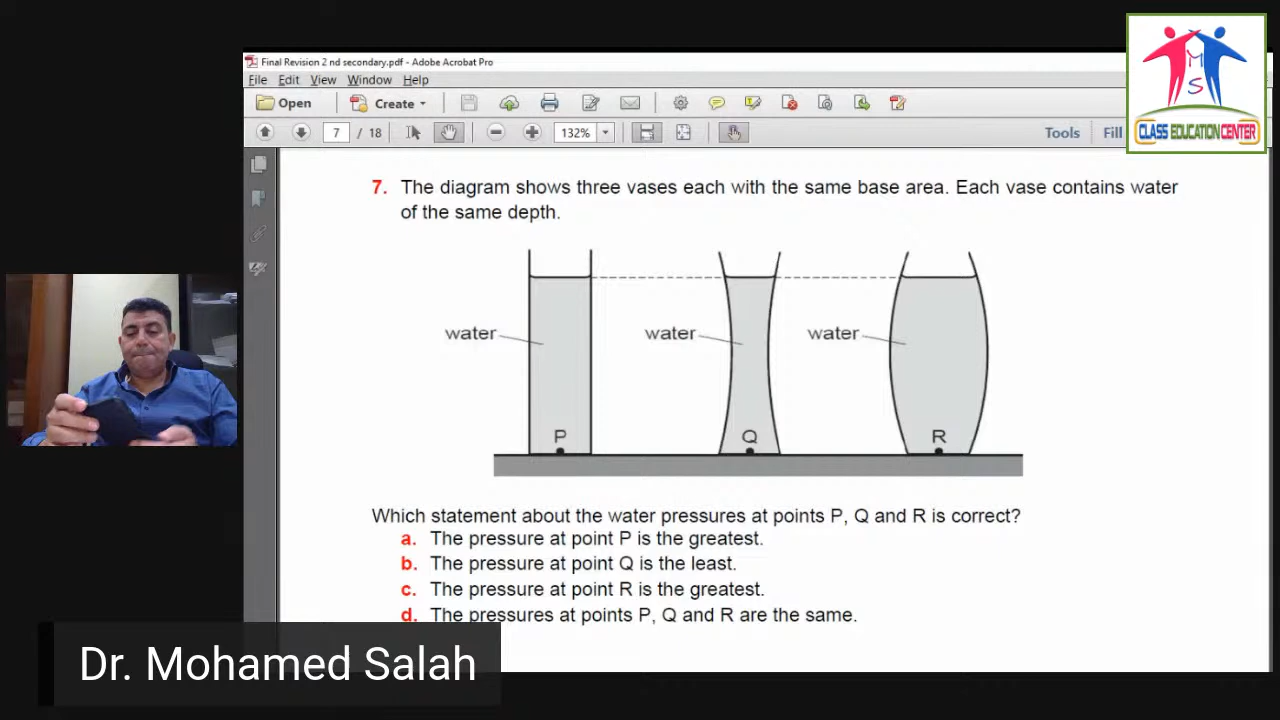 Final Revision 2 nd secondary.pdf - Adobe Acrobat Pro
File Edit View Window Help
Open Create
7 / 18 132% Tools Fill
M
S
CLASS EDUCATION CENTER
7. The diagram shows three vases each with the same base area. Each vase contains water
of the same depth.
water water water
P Q R
Which statement about the water pressures at points P, Q and R is correct?
a. The pressure at point P is the greatest.
b. The pressure at point Q is the least.
c. The pressure at point R is the greatest.
d. The pressures at points P, Q and R are the same.
Dr. Mohamed Salah